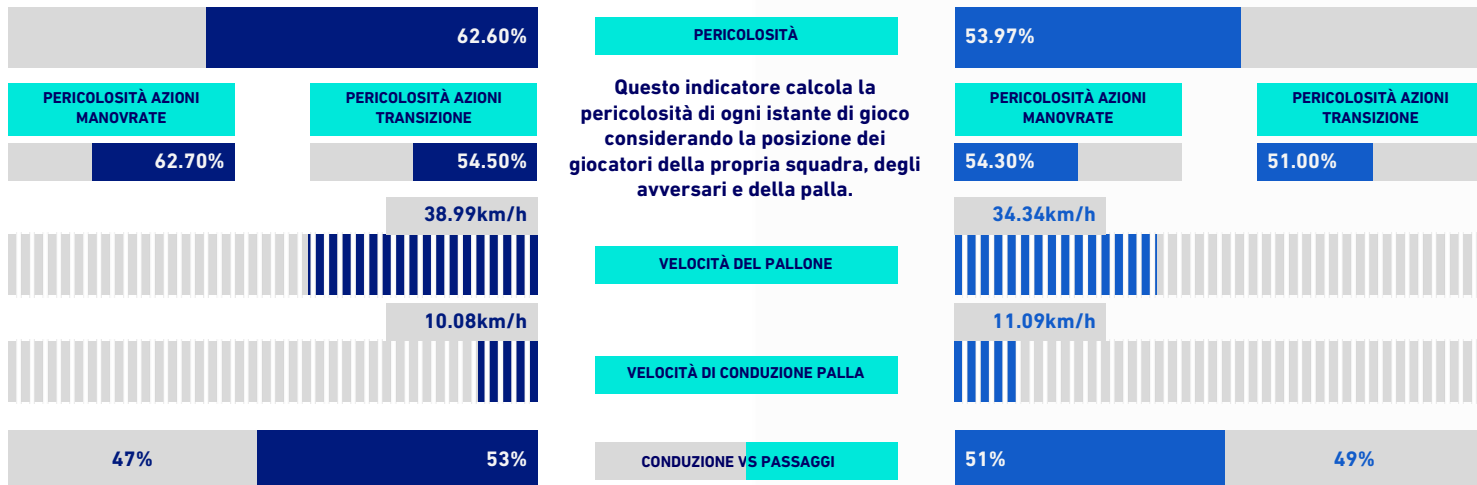 62.60%
PERICOLOSITÀ
53.97%
PERICOLOSITÀ AZIONI
MANOVRATE
62.70%
PERICOLOSITÀ AZIONI
TRANSIZIONE
54.50%
Questo indicatore calcola la
pericolosità di ogni istante di gioco
considerando la posizione dei
giocatori della propria squadra, degli
avversari e della palla.
PERICOLOSITÀ AZIONI
MANOVRATE
54.30%
PERICOLOSITÀ AZIONI
TRANSIZIONE
51.00%
38.99km/h
VELOCITÀ DEL PALLONE
34.34km/h
10.08km/h
VELOCITÀ DI CONDUZIONE PALLA
11.09km/h
47%
53%
CONDUZIONE VS PASSAGGI
51%
49%